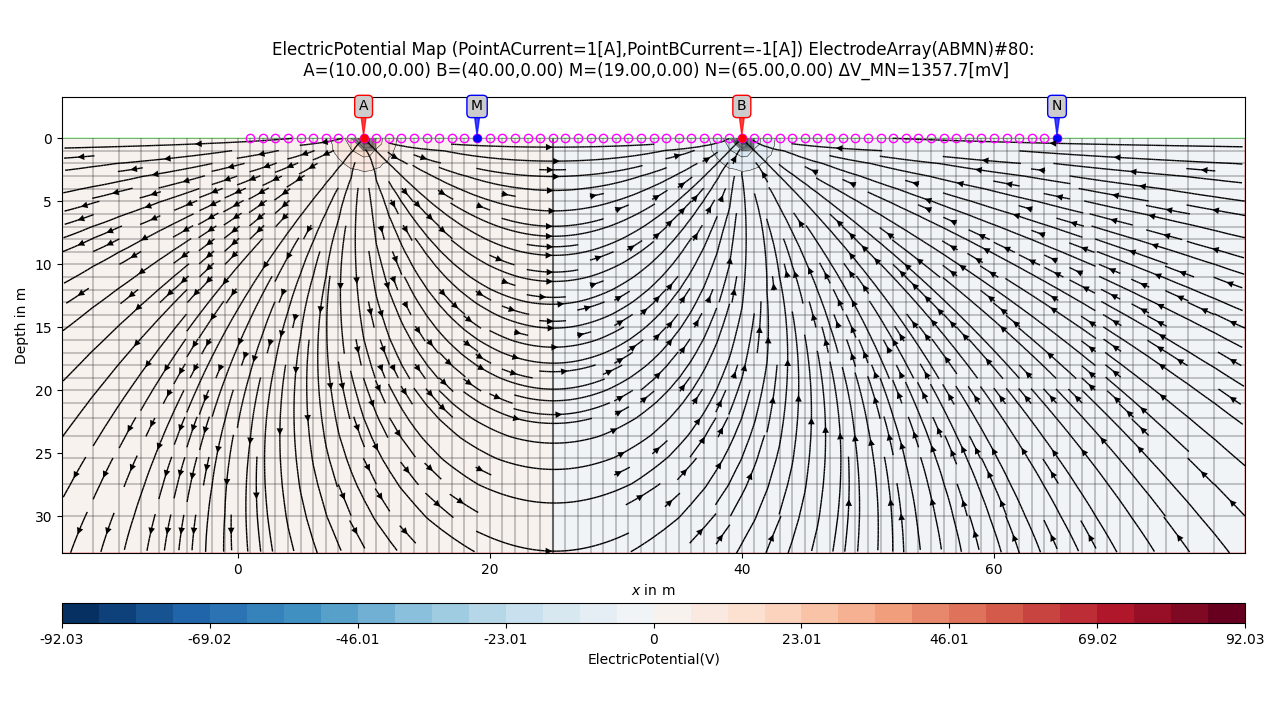 ElectricPotential Map (PointACurrent=1[A],PointBCurrent=-1[A]) ElectrodeArray(ABMN)#80:
A=(10.00,0.00) B=(40.00,0.00) M=(19.00,0.00) N=(65.00,0.00) ΔV_MN=1357.7[mV]
A M B N
0
5
10
15
20
25
30
Depth in m
0 20 40 60
x in m
-92.03 -69.02 -46.01 -23.01 0 23.01 46.01 69.02 92.03
ElectricPotential(V)